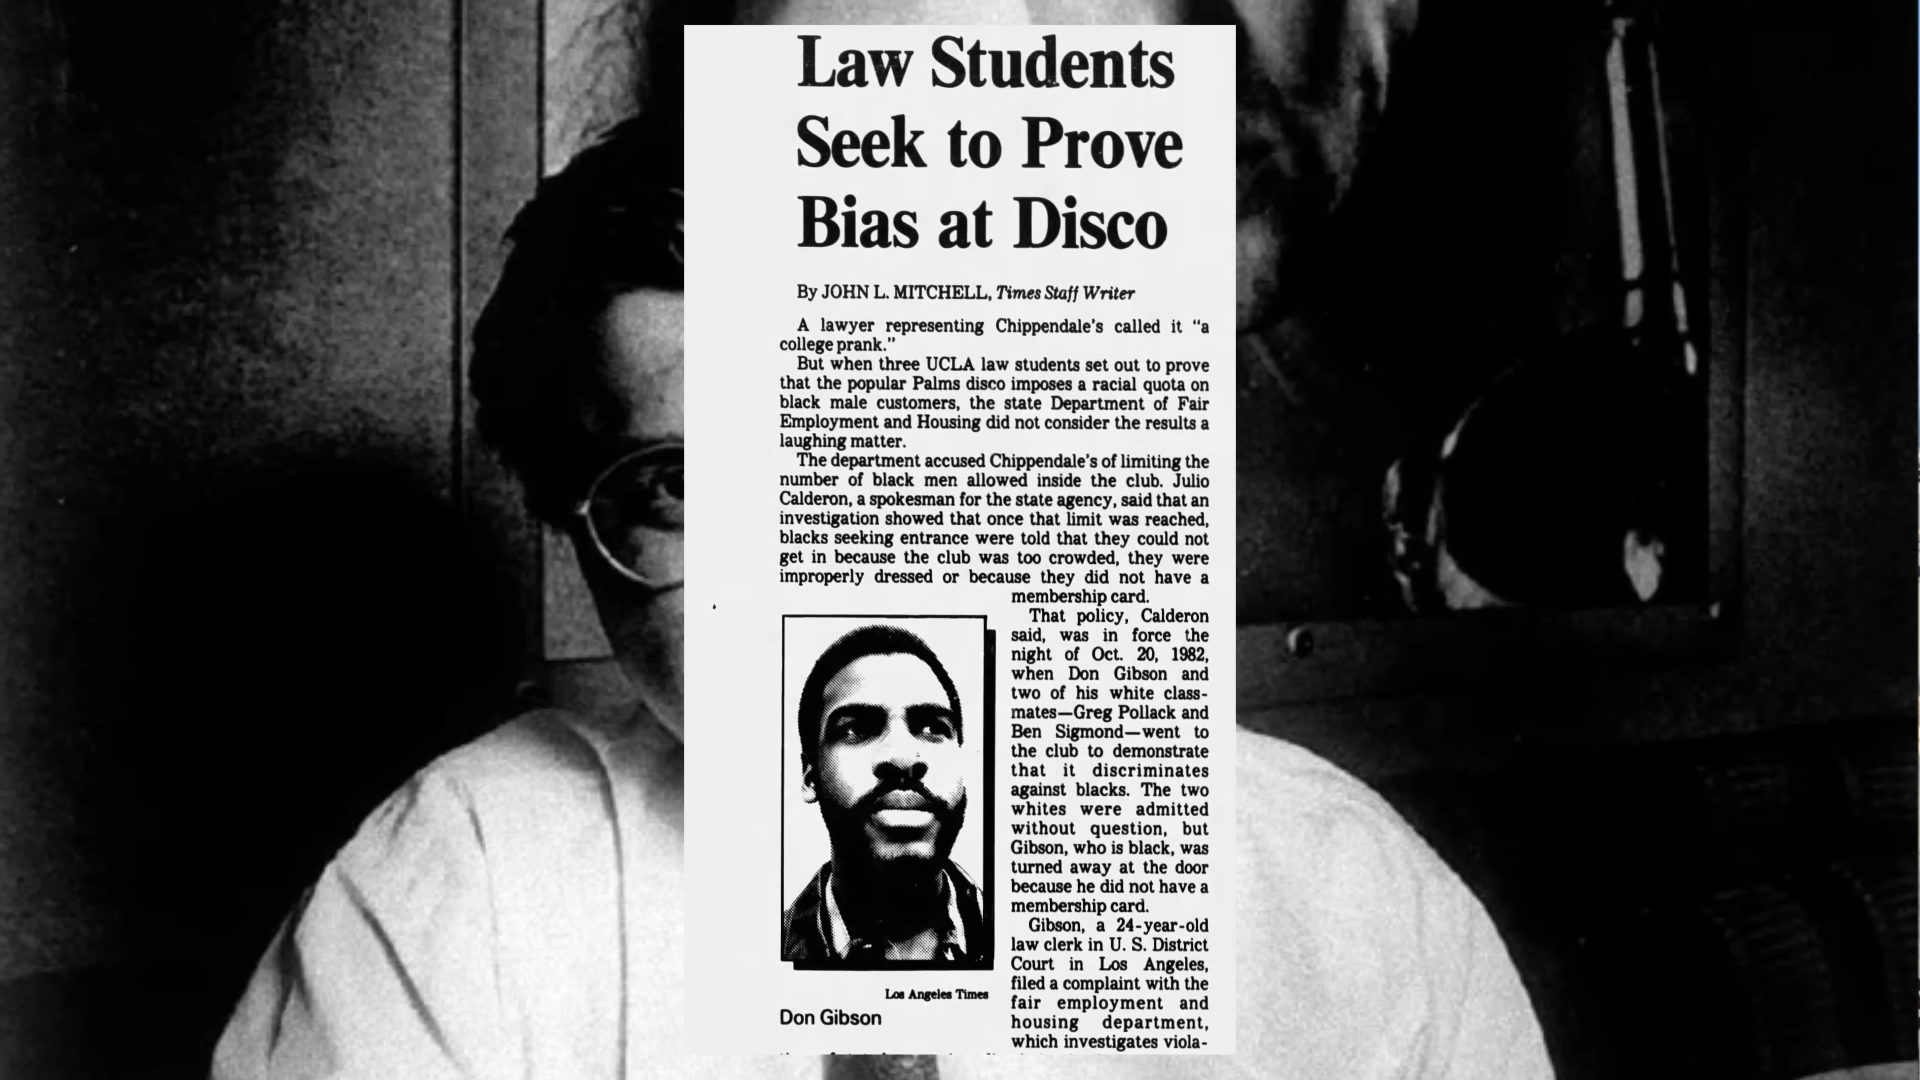 Law Students
Seek to Prove
Bias at Disco
By JOHN L. MITCHELL, Times Staff Writer
A lawyer representing Chippendale's called it "a
college prank."
But when three UCLA law students set out to prove
that the popular Palms disco imposes a racial quota on
black male customers, the state Department of Fair
Employment and Housing did not consider the results a
laughing matter.
The department accused Chippendale's of limiting the
number of black men allowed inside the club. Julio
Calderon, a spokesman for the state agency, said that an
investigation showed that once that limit was reached,
blacks seeking entrance were told that they could not
get in because the club was too crowded, they were
improperly dressed or because they did not have a
membership card.
That policy, Calderon
said, was in force the
night of Oct. 20, 1982,
when Don Gibson and
two of his white class-
mates—Greg Pollack and
Ben Sigmond—went to
the club to demonstrate
that it discriminates
against blacks. The two
whites were admitted
without question, but
Gibson, who is black, was
turned away at the door
because he did not have a
membership card.
Gibson, a 24-year-old
law clerk in U. S. District
Court in Los Angeles,
filed a complaint with the
fair employment and
housing department,
which investigates viola-
Los Angeles Times
Don Gibson